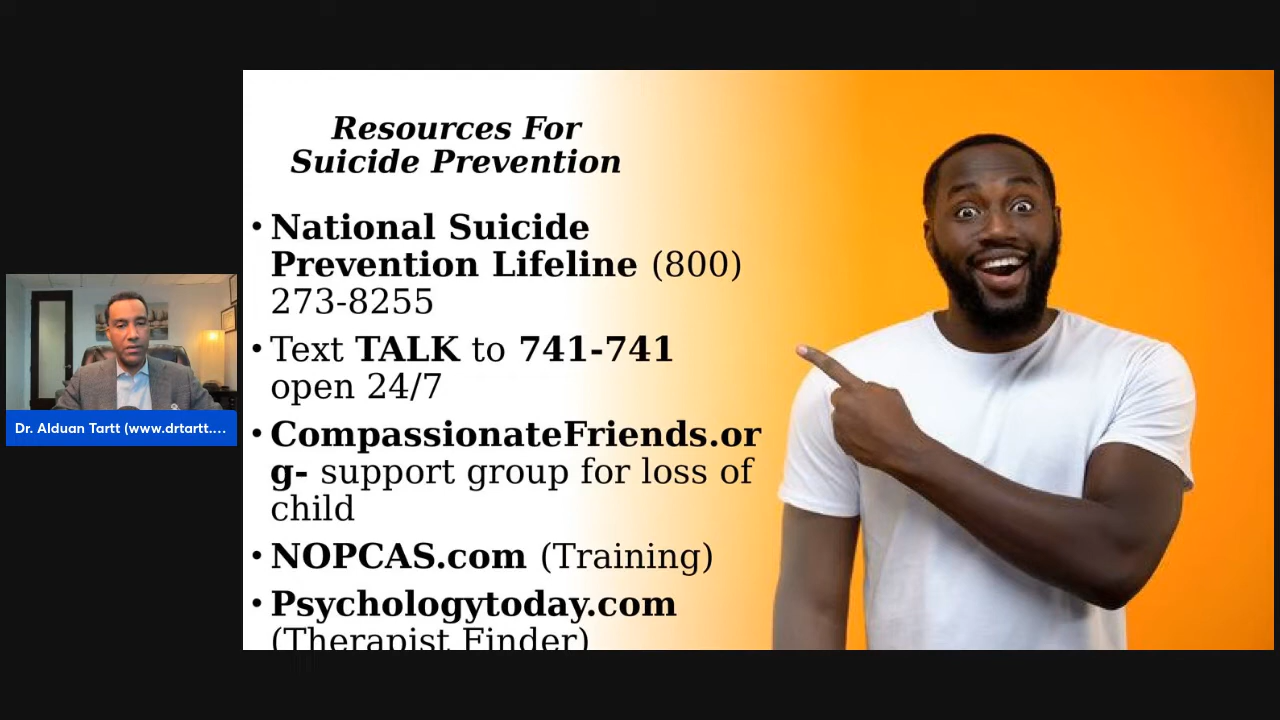 Resources For
Suicide Prevention
• National Suicide
Prevention Lifeline (800)
273-8255
• Text TALK to 741-741
open 24/7
• CompassionateFriends.or
g- support group for loss of
child
• NOPCAS.com (Training)
• Psychologytoday.com
(Therapist Finder)
Dr. Alduan Tartt (www.drtartt....